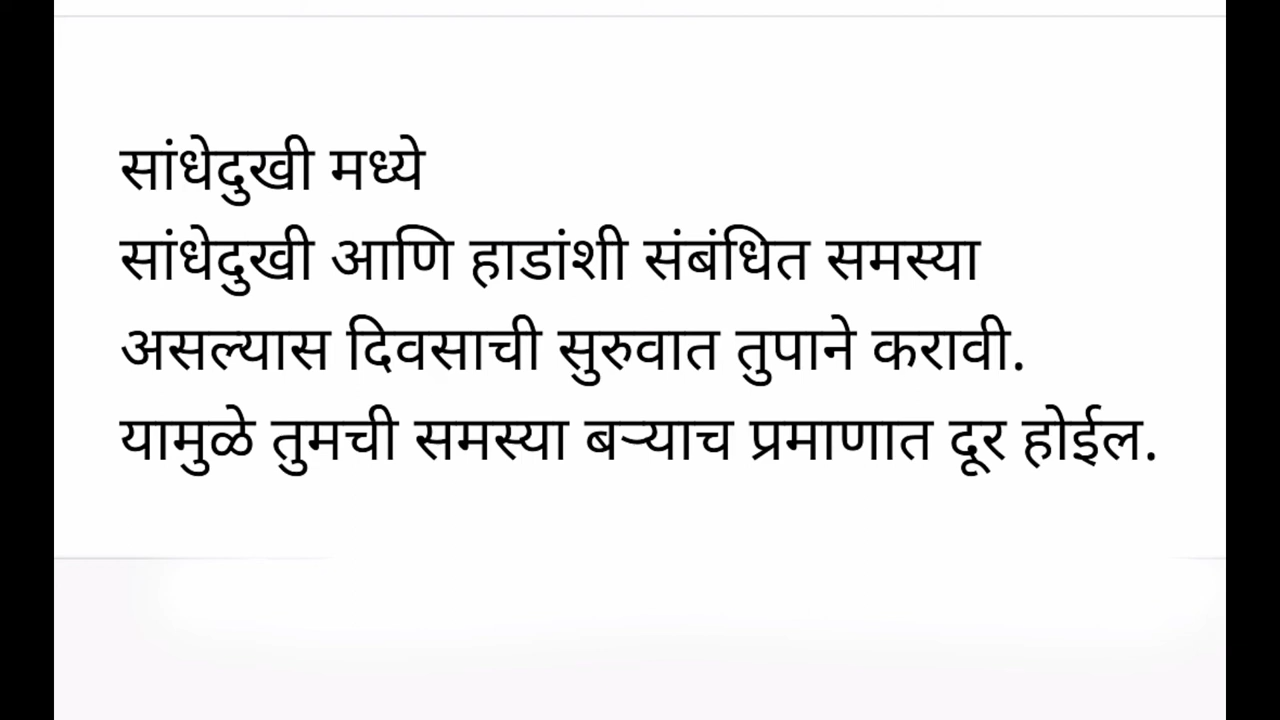 सांधेदुखी मध्ये
सांधेदुखी आणि हाडांशी संबंधित समस्या
असल्यास दिवसाची सुरुवात तुपाने करावी.
यामुळे तुमची समस्या बऱ्याच प्रमाणात दूर होईल.